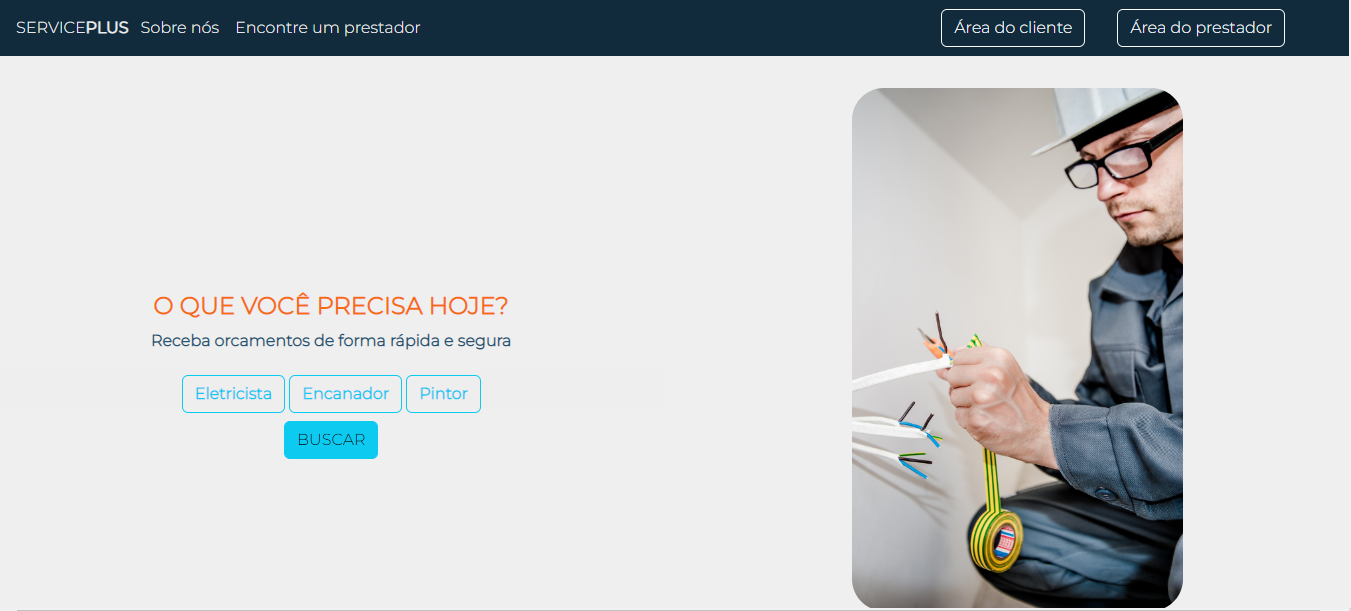 SERVICEPLUS Sobre nós Encontre um prestador Área do cliente Área do prestador
O QUE VOCÊ PRECISA HOJE?
Receba orcamentos de forma rápida e segura
Eletricista Encanador Pintor
BUSCAR